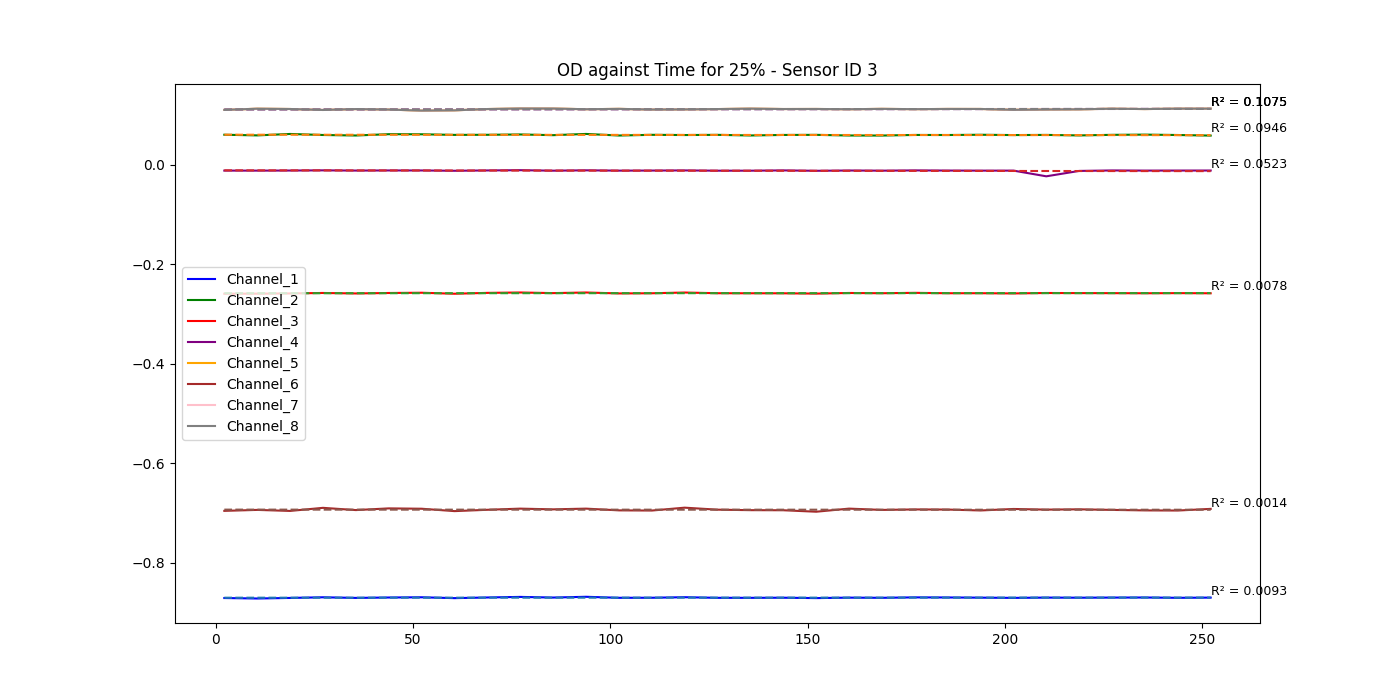 OD against Time for 25% - Sensor ID 3
R² = 0.1075
R² = 0.0946
R² = 0.0523
R² = 0.0078
R² = 0.0014
R² = 0.0093
0.0
−0.2
−0.4
−0.6
−0.8
Channel_1
Channel_2
Channel_3
Channel_4
Channel_5
Channel_6
Channel_7
Channel_8
0 50 100 150 200 250